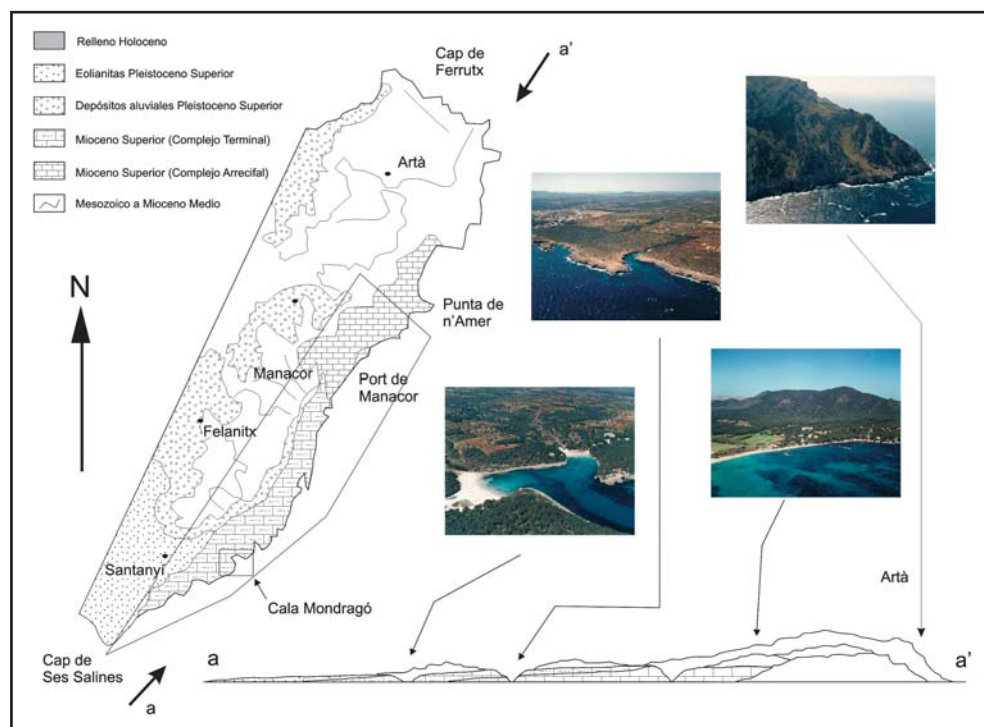 Relleno Holoceno
Eolianitas Pleistoceno Superior
Depósitos aluviales Pleistoceno Superior
Mioceno Superior (Complejo Terminal)
Mioceno Superior (Complejo Arrecifal)
Mesozoico a Mioceno Medio
Cap de
Ferrutx
a'
Artà
N
Punta de
n'Amer
Port de
Manacor
Manacor
Felanitx
Santanyí
Cala Mondragó
Cap de
Ses Salines
a
Artà
a
a'